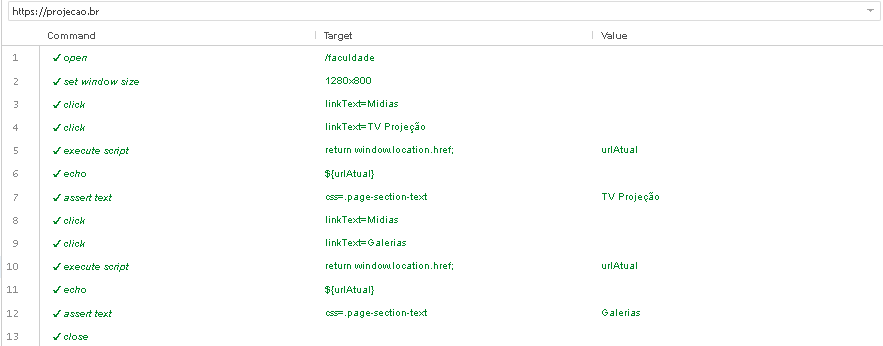 https://projecao.br
Command Target Value
1 ✓ open /faculdade
2 ✓ set window size 1280x800
3 ✓ click linkText=Mídias
4 ✓ click linkText=TV Projeção
5 ✓ execute script return window.location.href; urlAtual
6 ✓ echo ${urlAtual}
7 ✓ assert text css=.page-section-text TV Projeção
8 ✓ click linkText=Mídias
9 ✓ click linkText=Galerias
10 ✓ execute script return window.location.href; urlAtual
11 ✓ echo ${urlAtual}
12 ✓ assert text css=.page-section-text Galerias
13 ✓ close